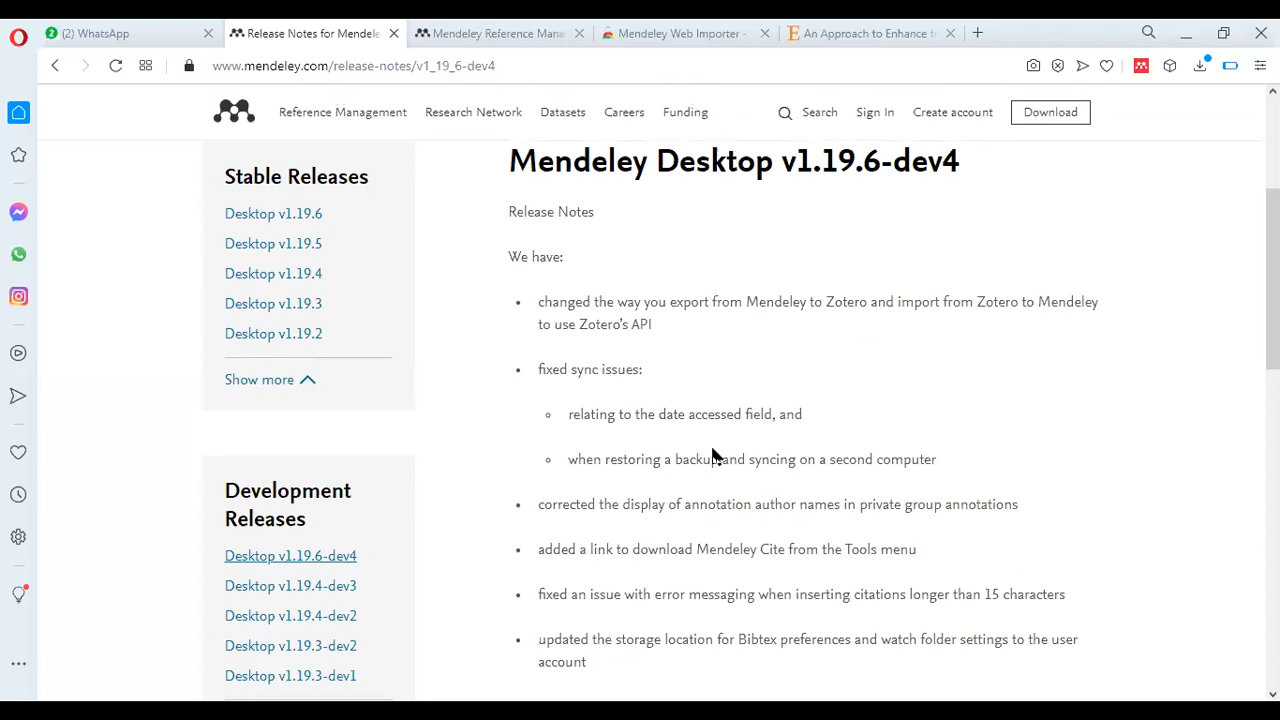 2
(2) WhatsApp
Release Notes for Mendele
Mendeley Reference Mana
Mendeley Web Importer -
An Approach to Enhance t
www.mendeley.com/release-notes/v1_19_6-dev4
Reference Management
Research Network
Datasets
Careers
Funding
Search
Sign In
Create account
Download
Stable Releases
Desktop v1.19.6
Desktop v1.19.5
Desktop v1.19.4
Desktop v1.19.3
Desktop v1.19.2
Show more
Development
Releases
Desktop v1.19.6-dev4
Desktop v1.19.4-dev3
Desktop v1.19.4-dev2
Desktop v1.19.3-dev2
Desktop v1.19.3-dev1
Mendeley Desktop v1.19.6-dev4
Release Notes
We have:
• changed the way you export from Mendeley to Zotero and import from Zotero to Mendeley
to use Zotero's API
• fixed sync issues:
◦ relating to the date accessed field, and
◦ when restoring a backup and syncing on a second computer
• corrected the display of annotation author names in private group annotations
• added a link to download Mendeley Cite from the Tools menu
• fixed an issue with error messaging when inserting citations longer than 15 characters
• updated the storage location for Bibtex preferences and watch folder settings to the user
account